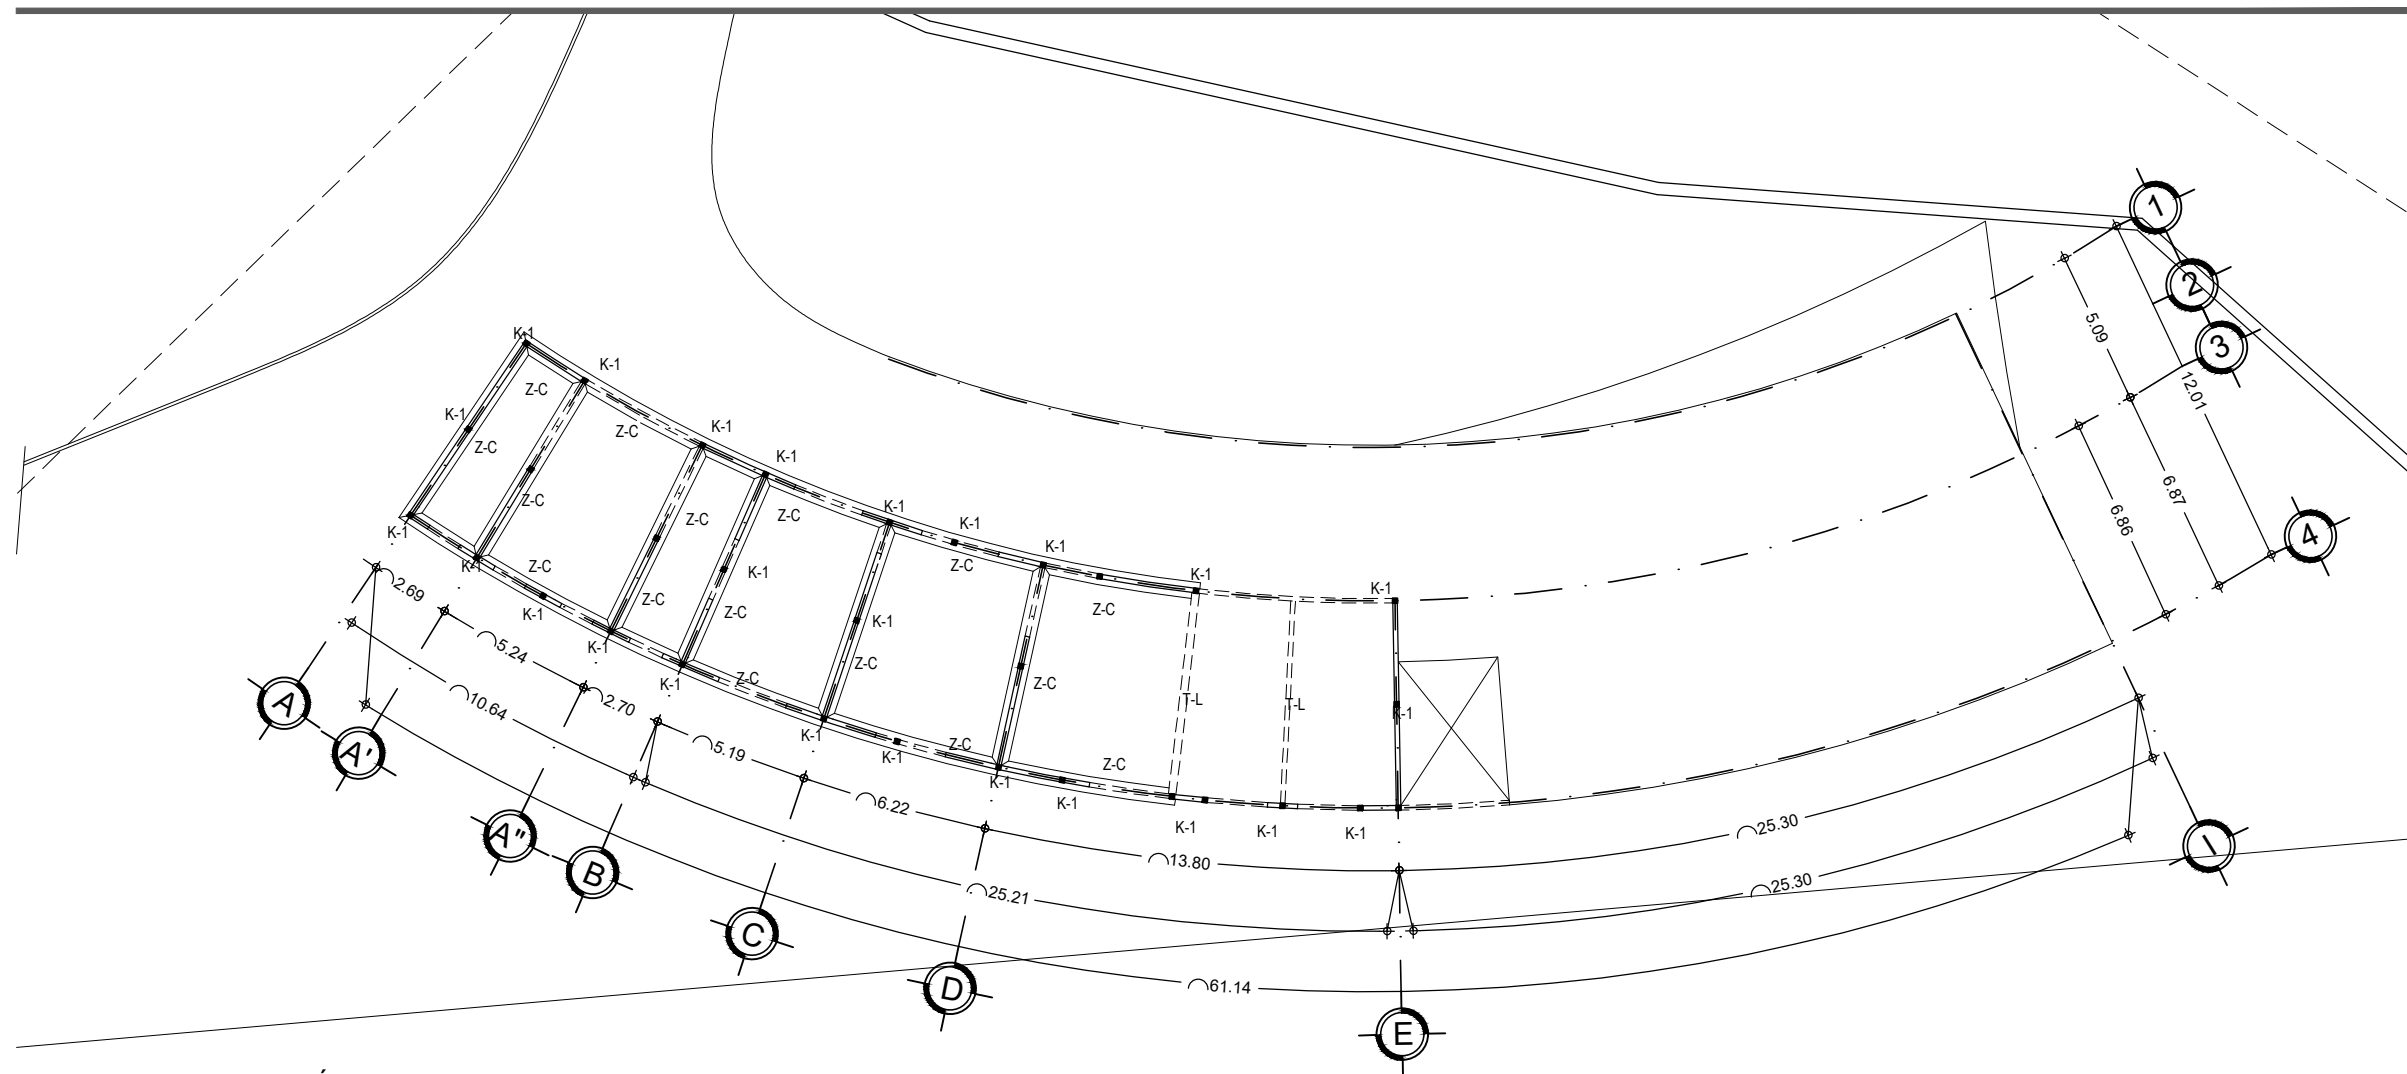 1
2
3
4
5.09
12.01
6.87
6.86
K-1
K-1
Z-C
K-1
Z-C
K-1
Z-C
K-1
K-1
Z-C
K-1
Z-C
Z-C
K-1
K-1
K-1
Z-C
K-1
Z-C
K-1
K-1
K-1
K-1
Z-C
Z-C
Z-C
K-1
K-1
K-1
Z-C
Z-C
Z-C
Z-C
T-L
T-L
K-1
K-1
K-1
Z-C
Z-C
K-1
K-1
K-1
K-1
K-1
K-1
K-1
2.69
5.24
2.70
10.64
5.19
6.22
13.80
25.30
25.21
25.30
61.14
A
A'
A"
B
C
D
E
I